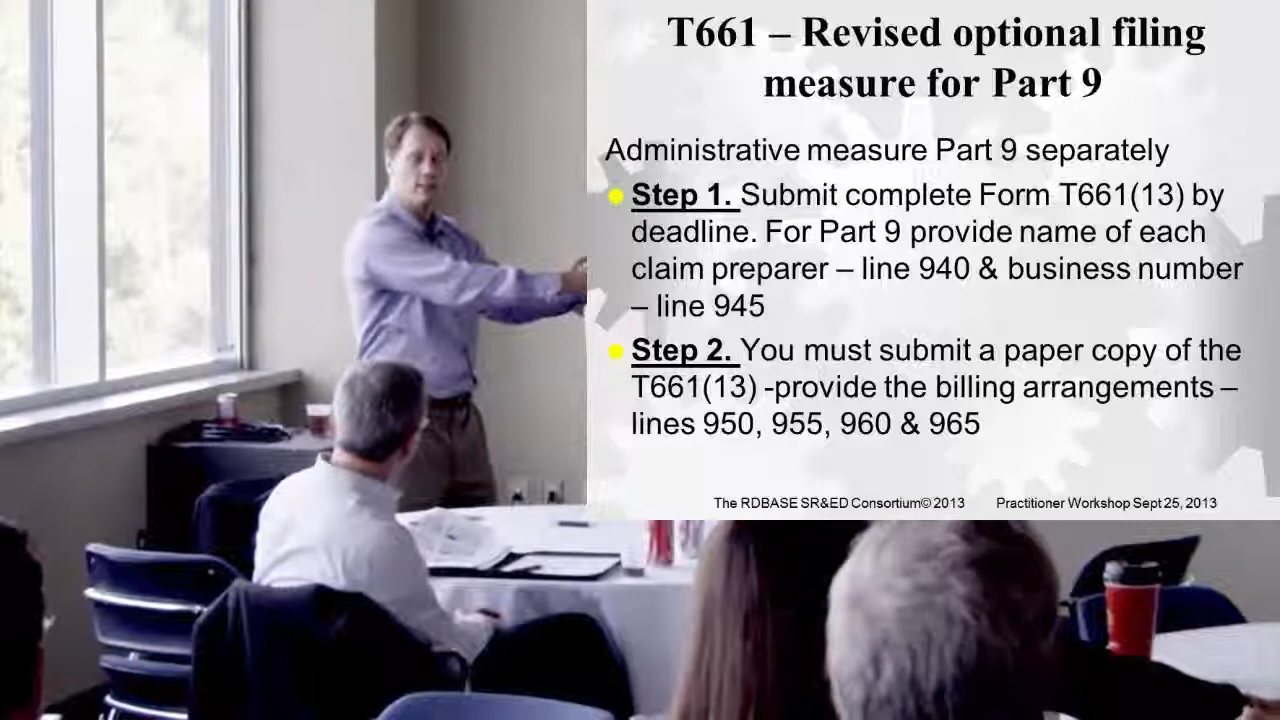 T661 – Revised optional filing
measure for Part 9
Administrative measure Part 9 separately
Step 1. Submit complete Form T661(13) by
deadline. For Part 9 provide name of each
claim preparer – line 940 & business number
– line 945
Step 2. You must submit a paper copy of the
T661(13) -provide the billing arrangements –
lines 950, 955, 960 & 965
The RDBASE SR&ED Consortium© 2013 Practitioner Workshop Sept 25, 2013